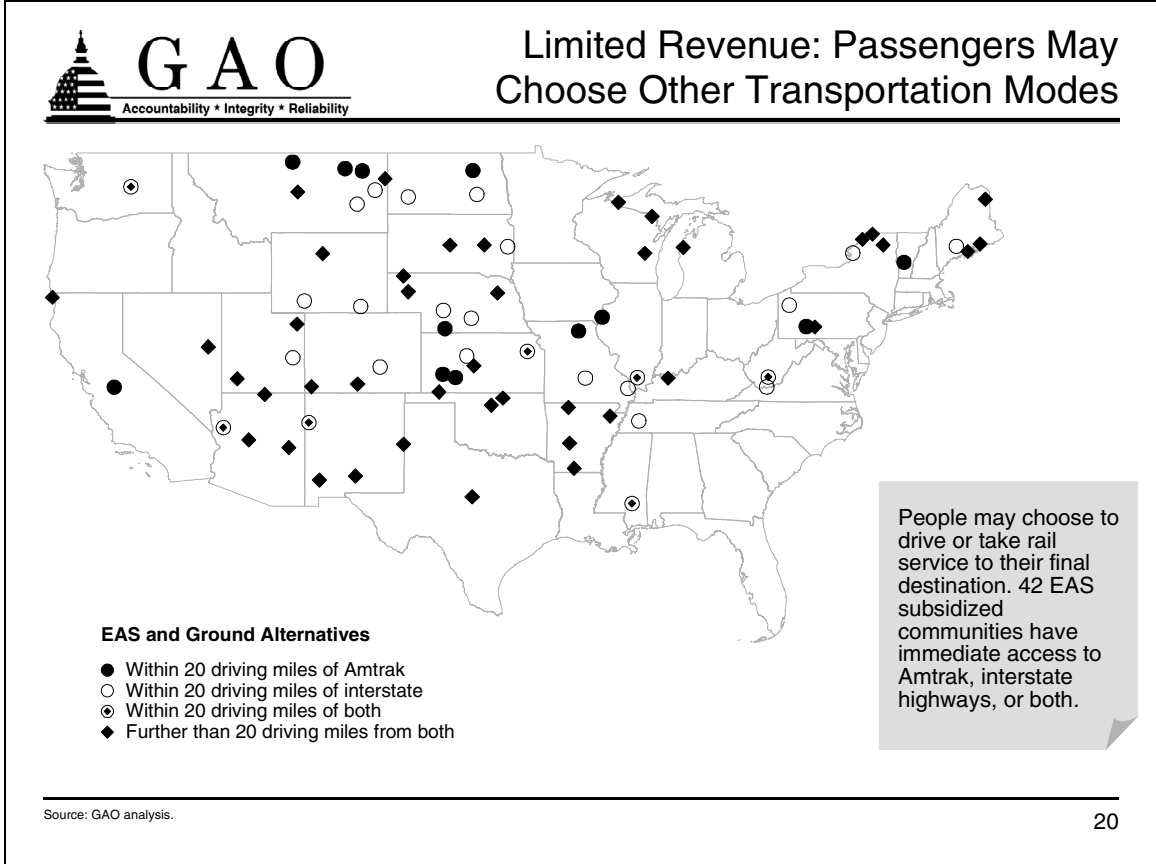 GAO
Accountability ★ Integrity ★ Reliability
Limited Revenue: Passengers May
Choose Other Transportation Modes
People may choose to
drive or take rail
service to their final
destination. 42 EAS
subsidized
communities have
immediate access to
Amtrak, interstate
highways, or both.
EAS and Ground Alternatives
Within 20 driving miles of Amtrak
Within 20 driving miles of interstate
Within 20 driving miles of both
Further than 20 driving miles from both
Source: GAO analysis.
20